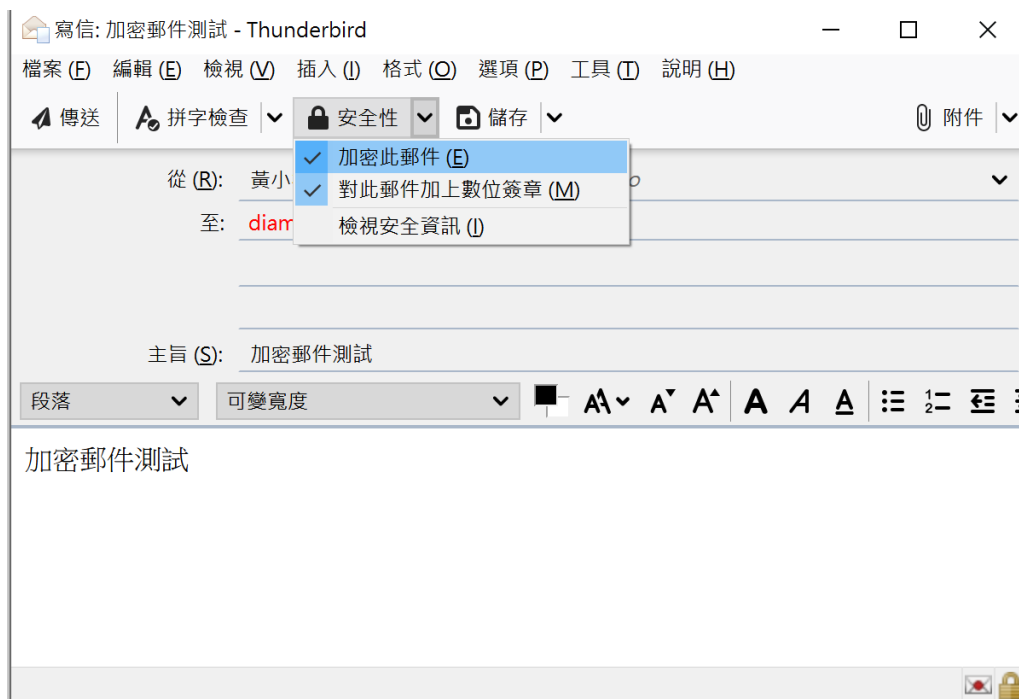 寫信: 加密郵件測試 - Thunderbird
檔案 (F) 編輯 (E) 檢視 (V) 插入 (I) 格式 (O) 選項 (P) 工具 (T) 說明 (H)
傳送 拼字檢查 安全性 儲存 附件
加密此郵件 (E)
對此郵件加上數位簽章 (M)
檢視安全資訊 (I)
從 (R): 黃小
至: diam
主旨 (S): 加密郵件測試
段落 可變寬度
加密郵件測試